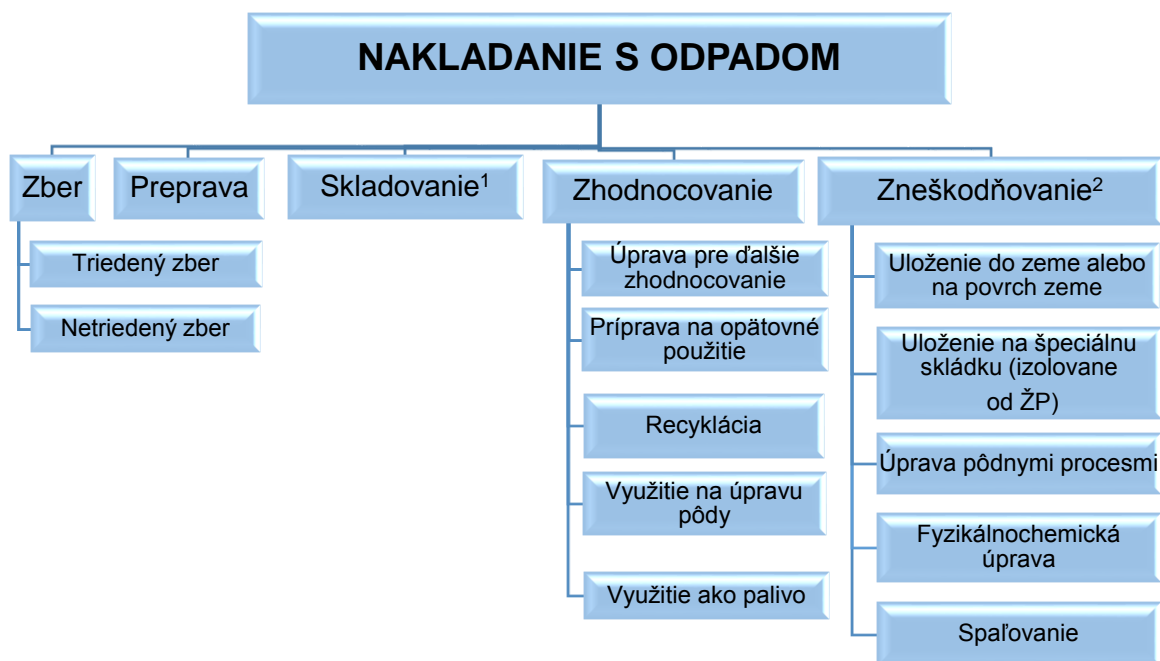 NAKLADANIE S ODPADOM
Zber
Preprava
Skladovanie¹
Zhodnocovanie
Zneškodňovanie²
Triedený zber
Netriedený zber
Úprava pre ďalšie
zhodnocovanie
Príprava na opätovné
použitie
Recyklácia
Využitie na úpravu
pôdy
Využitie ako palivo
Uloženie do zeme alebo
na povrch zeme
Uloženie na špeciálnu
skládku (izolovane
od ŽP)
Úprava pôdnymi procesmi
Fyzikálnochemická
úprava
Spaľovanie